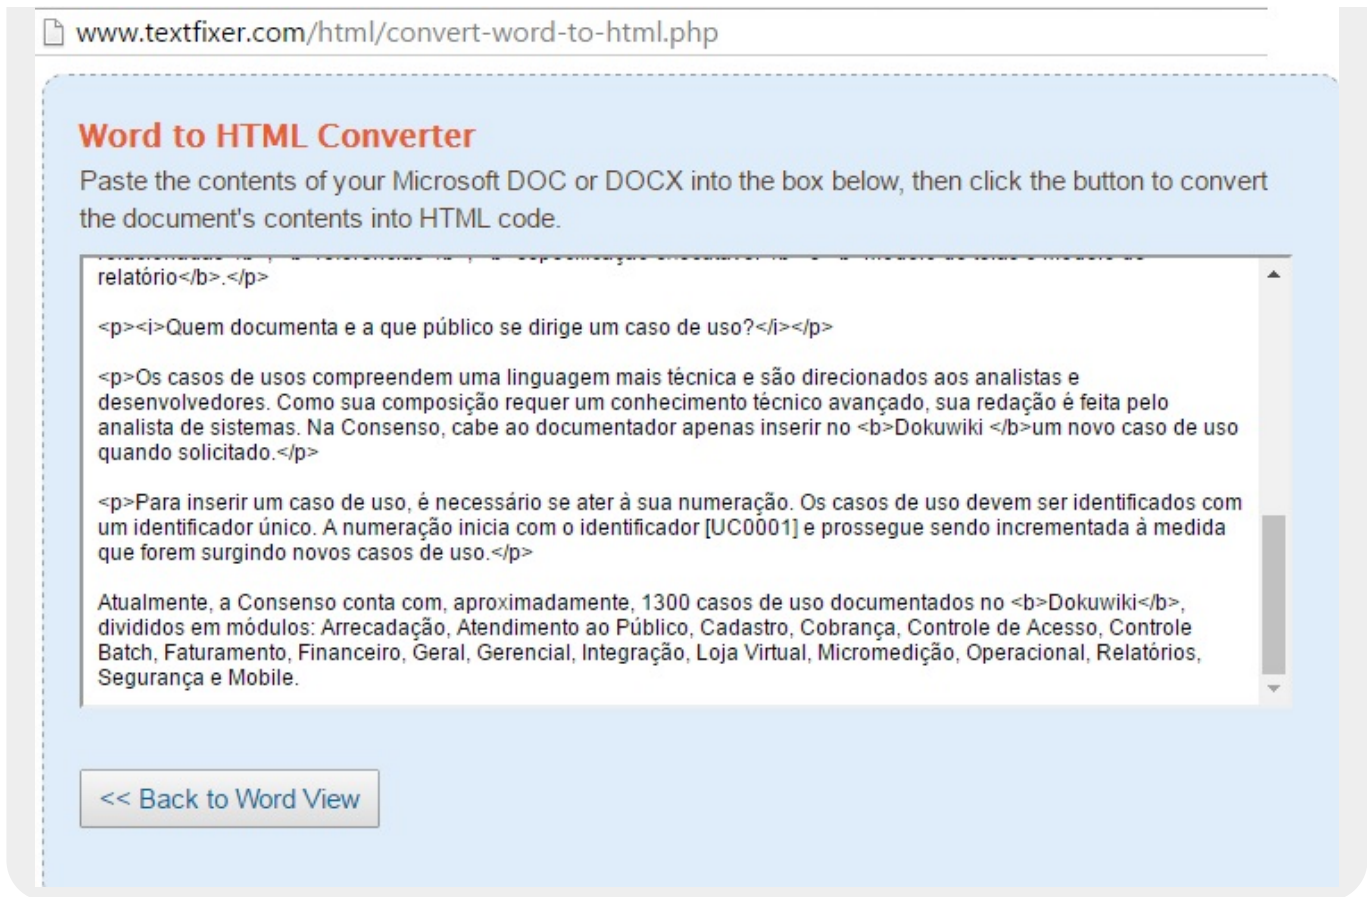 www.textfixer.com/html/convert-word-to-html.php
Word to HTML Converter
Paste the contents of your Microsoft DOC or DOCX into the box below, then click the button to convert
the document's contents into HTML code.
relatório</b>.</p>
<p><i>Quem documenta e a que público se dirige um caso de uso?</i></p>
<p>Os casos de usos compreendem uma linguagem mais técnica e são direcionados aos analistas e
desenvolvedores. Como sua composição requer um conhecimento técnico avançado, sua redação é feita pelo
analista de sistemas. Na Consenso, cabe ao documentador apenas inserir no <b>Dokuwiki </b>um novo caso de uso
quando solicitado.</p>
<p>Para inserir um caso de uso, é necessário se ater à sua numeração. Os casos de uso devem ser identificados com
um identificador único. A numeração inicia com o identificador [UC0001] e prossegue sendo incrementada à medida
que forem surgindo novos casos de uso.</p>
Atualmente, a Consenso conta com, aproximadamente, 1300 casos de uso documentados no <b>Dokuwiki</b>,
divididos em módulos: Arrecadação, Atendimento ao Público, Cadastro, Cobrança, Controle de Acesso, Controle
Batch, Faturamento, Financeiro, Geral, Gerencial, Integração, Loja Virtual, Micromedição, Operacional, Relatórios,
Segurança e Mobile.
<< Back to Word View